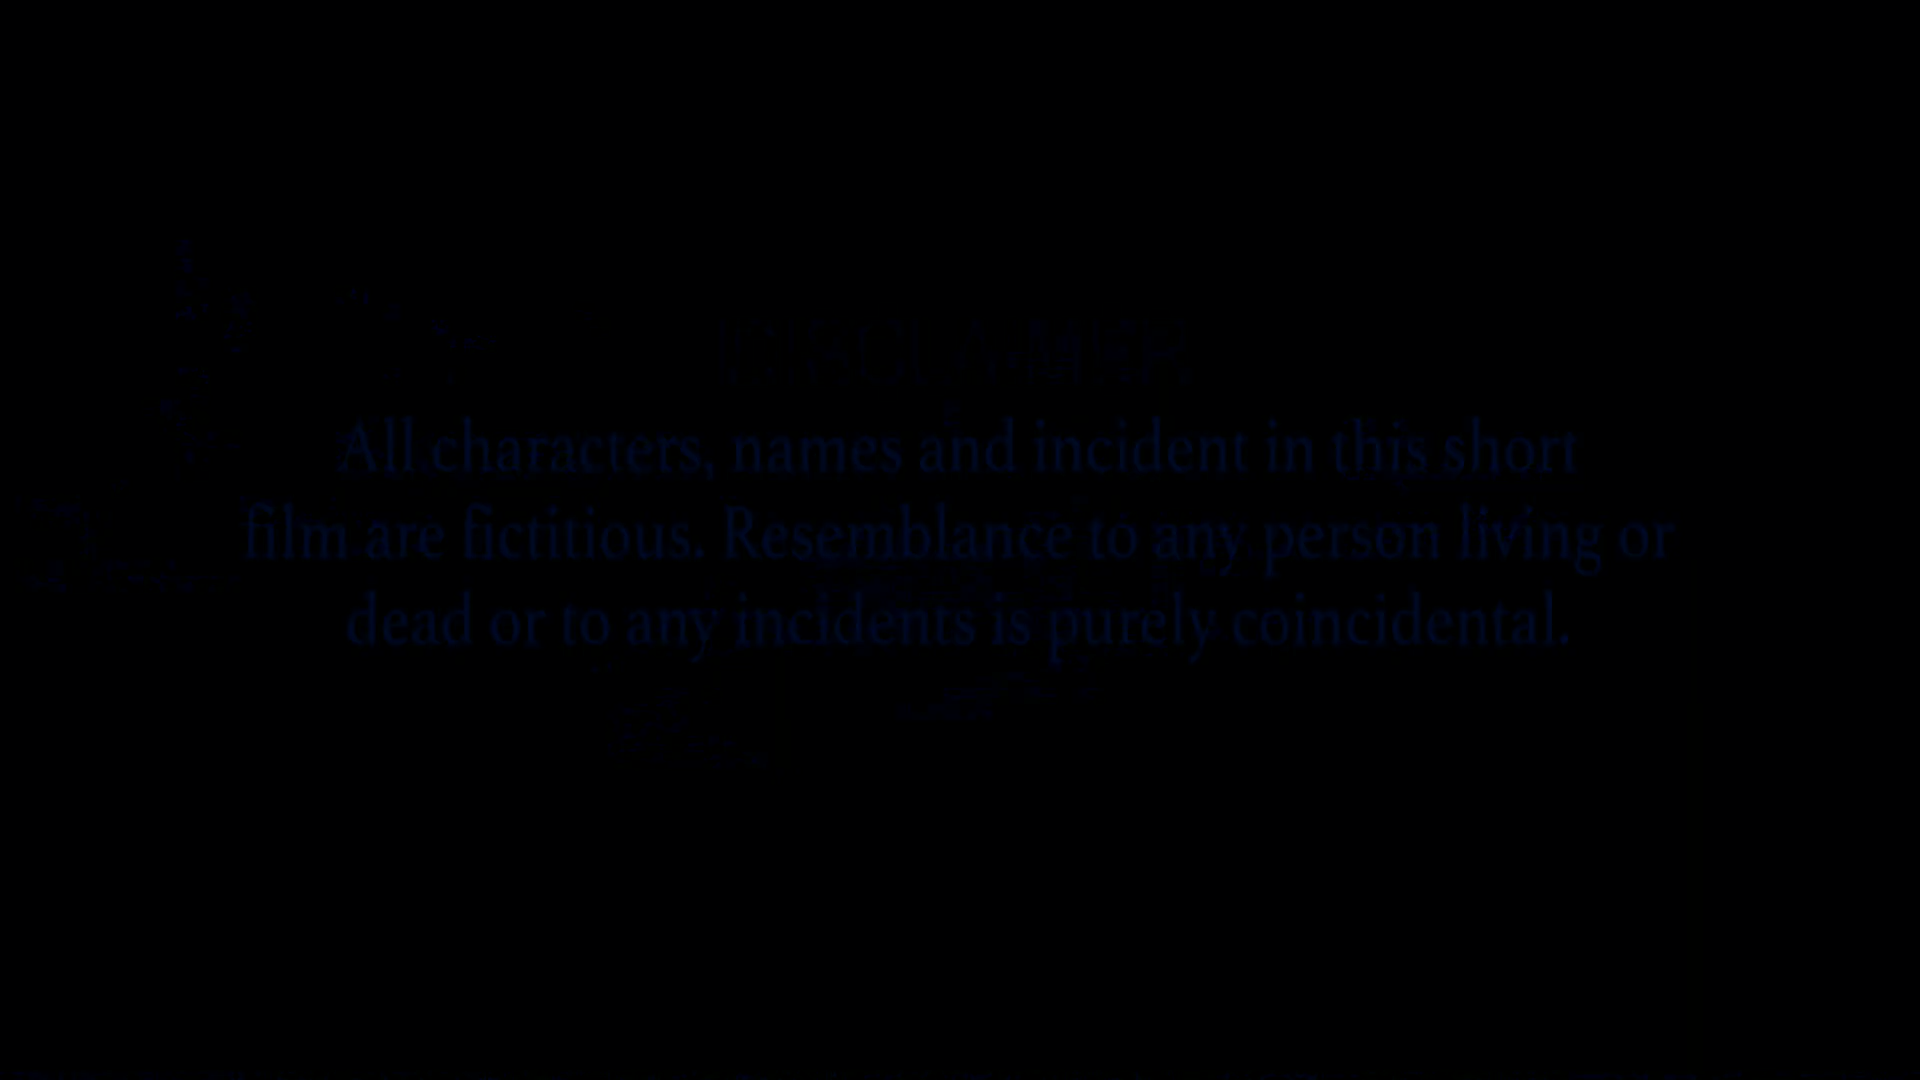 DISCLAIMER
All characters, names and incident in this short
film are fictitious. Resemblance to any person living or
dead or to any incidents is purely coincidental.